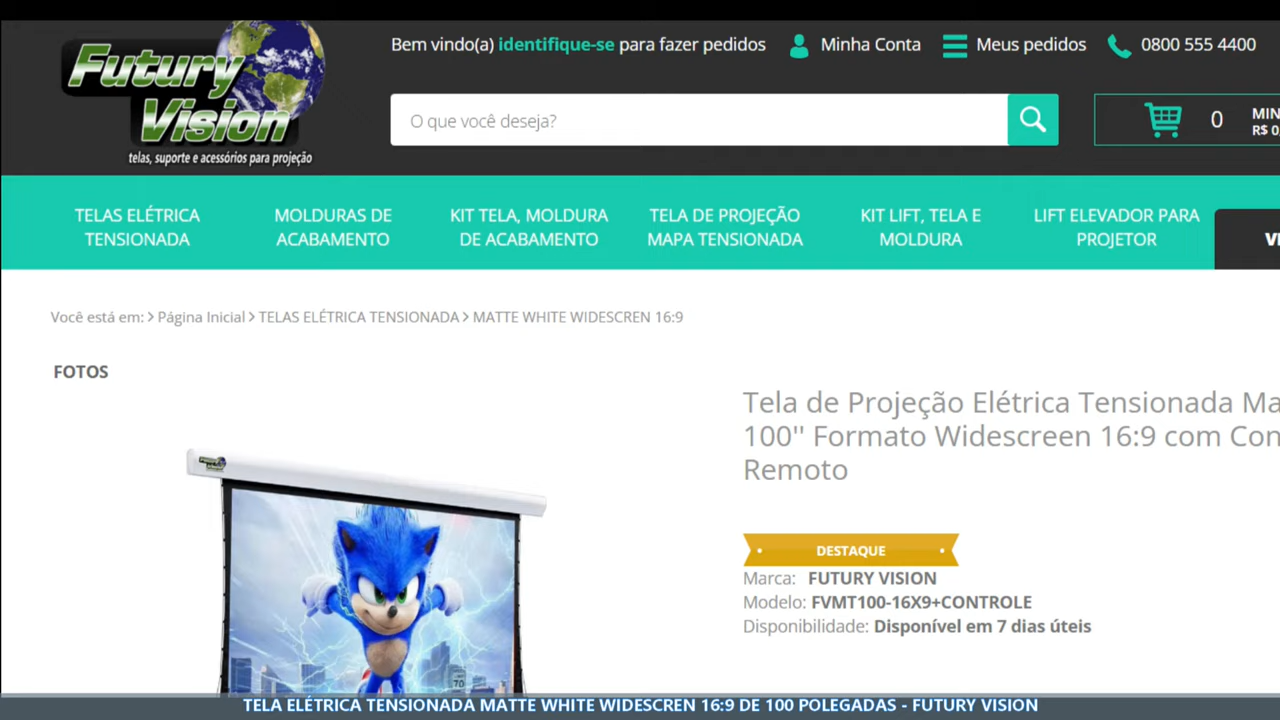 Futury
Vision
telas, suporte e acessórios para projeção
Bem vindo(a) identifique-se para fazer pedidos
Minha Conta
Meus pedidos
0800 555 4400
O que você deseja?
0
R$ 0
TELAS ELÉTRICA
TENSIONADA
MOLDURAS DE
ACABAMENTO
KIT TELA, MOLDURA
DE ACABAMENTO
TELA DE PROJEÇÃO
MAPA TENSIONADA
KIT LIFT, TELA E
MOLDURA
LIFT ELEVADOR PARA
PROJETOR
Você está em: > Página Inicial > TELAS ELÉTRICA TENSIONADA > MATTE WHITE WIDESCREN 16:9
FOTOS
Tela de Projeção Elétrica Tensionada Ma
100'' Formato Widescreen 16:9 com Con
Remoto
DESTAQUE
Marca: FUTURY VISION
Modelo: FVMT100-16X9+CONTROLE
Disponibilidade: Disponível em 7 dias úteis
70
TELA ELÉTRICA TENSIONADA MATTE WHITE WIDESCREN 16:9 DE 100 POLEGADAS - FUTURY VISION